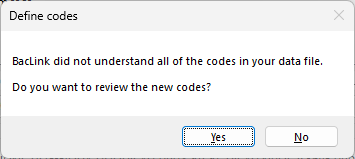 Define codes
BacLink did not understand all of the codes in your data file.
Do you want to review the new codes?
Yes
No